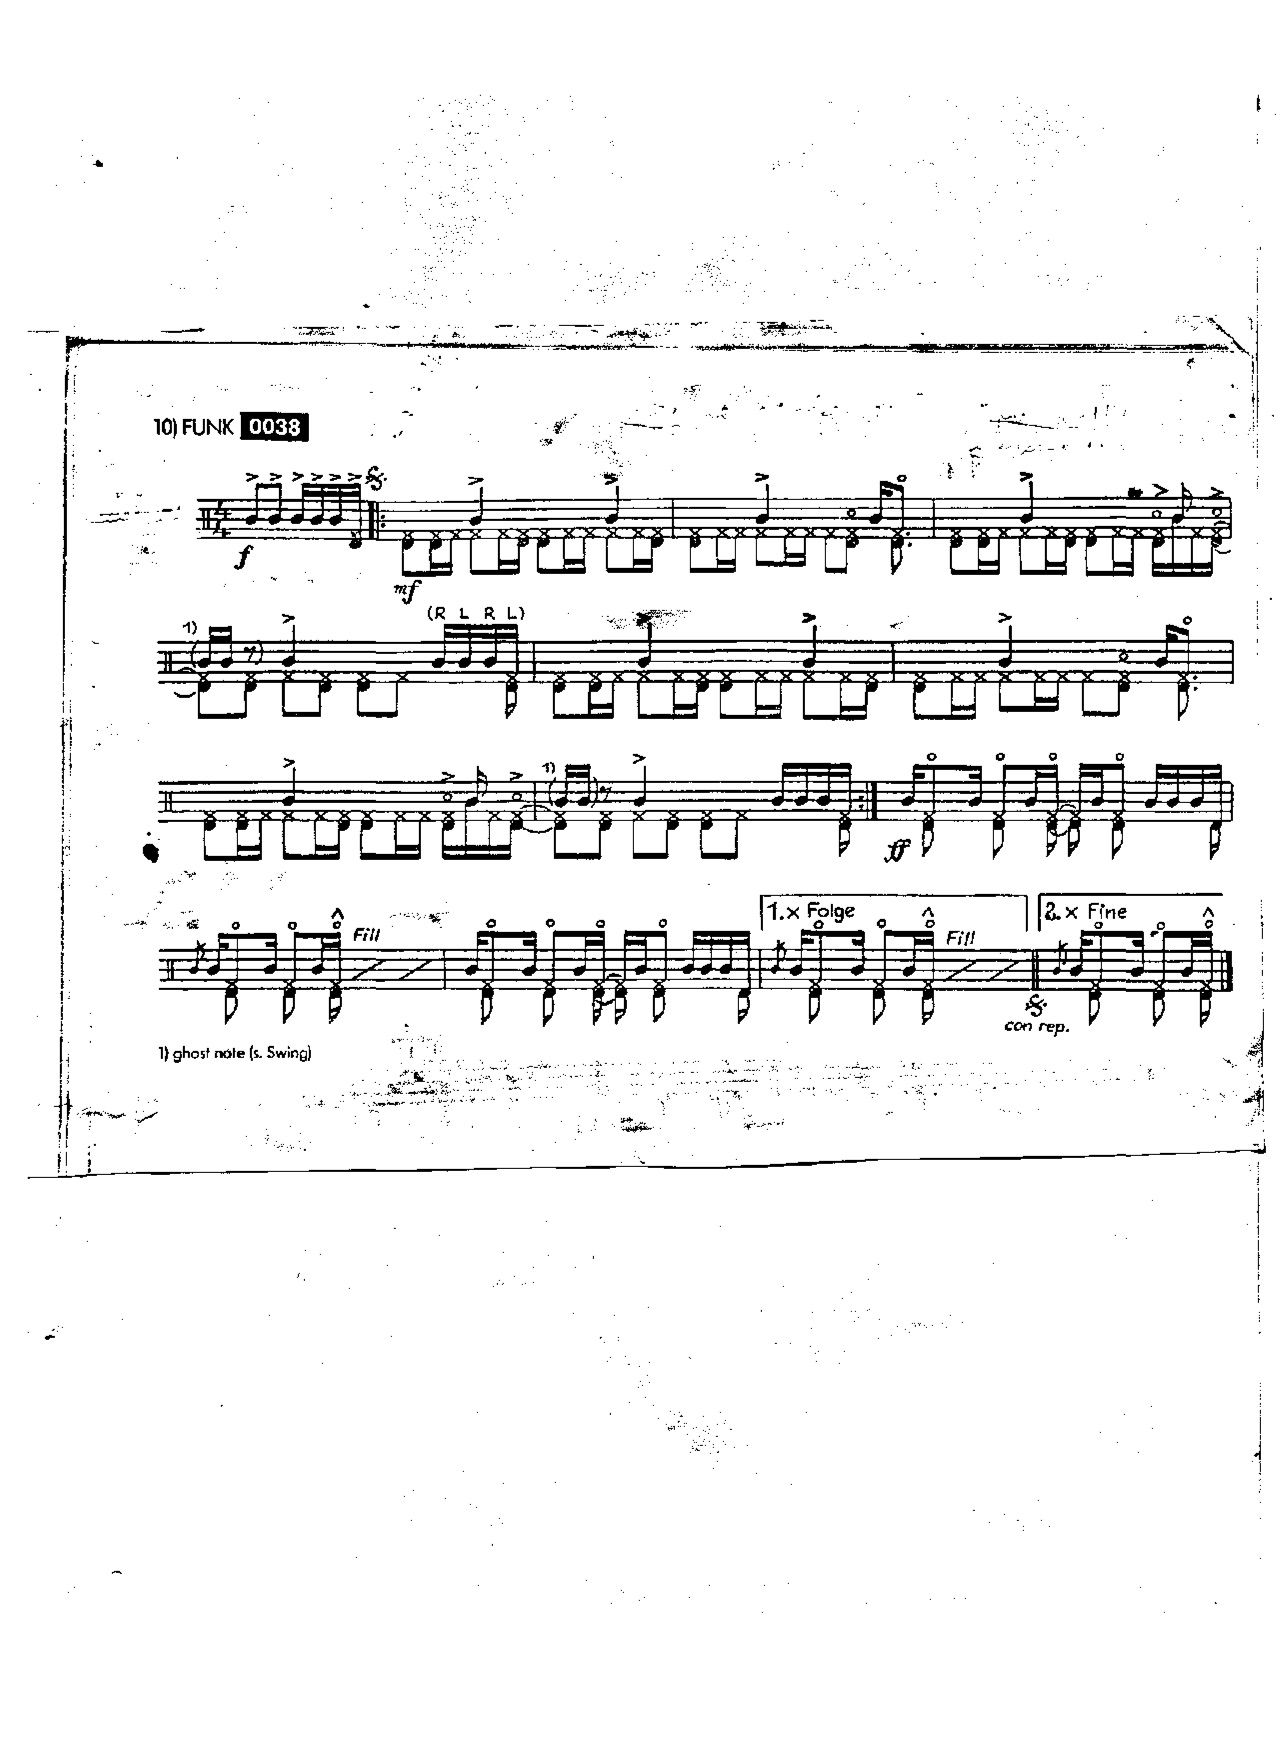 10) FUNK 0038
4/4
f
mf
1) (R L R L)
1)
ff
1.x Folge 2.x Fine
Fill Fill
con rep.
1) ghost note (s. Swing)